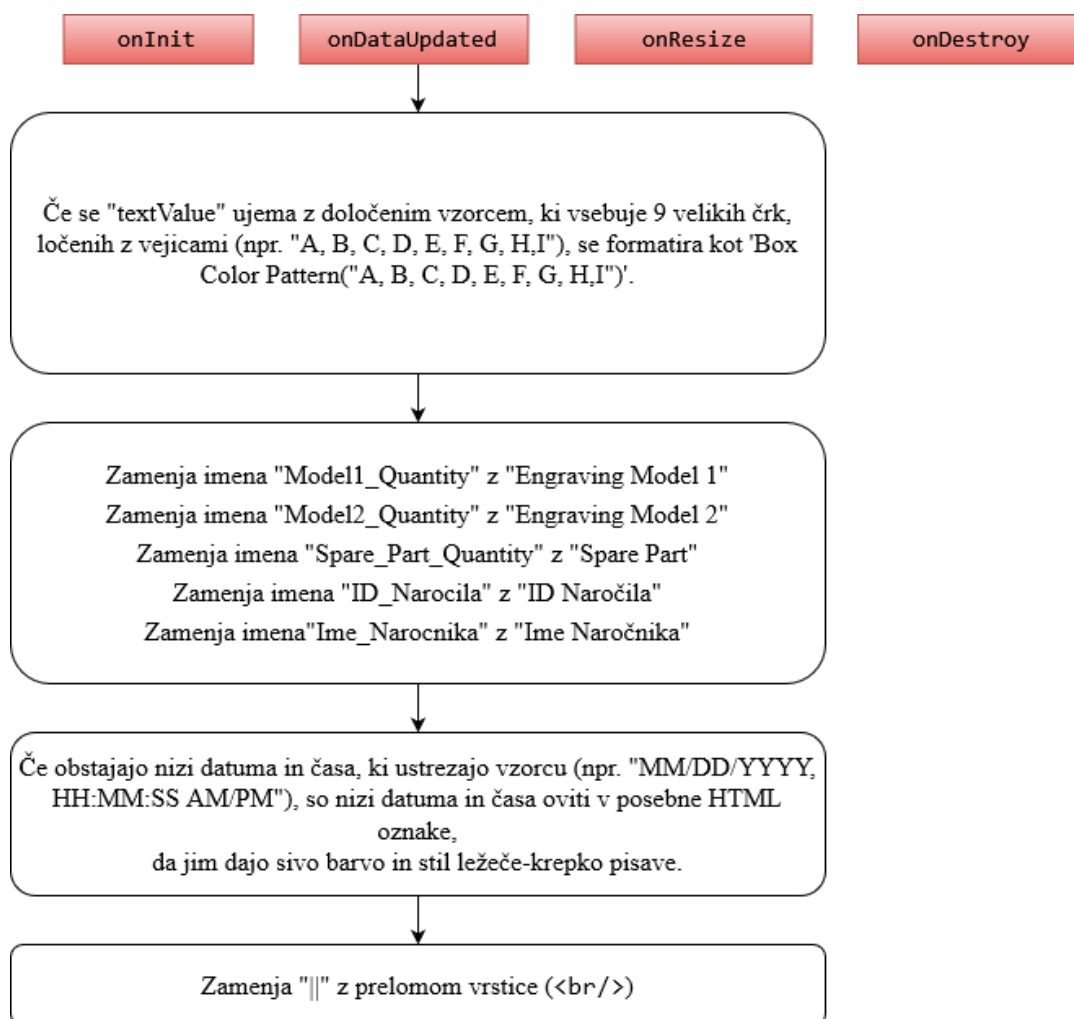 onInit
onDataUpdated
onResize
onDestroy
Če se "textValue" ujema z določenim vzorcem, ki vsebuje 9 velikih črk,
ločenih z vejicami (npr. "A, B, C, D, E, F, G, H,I"), se formatira kot 'Box
Color Pattern("A, B, C, D, E, F, G, H,I")'.
Zamenja imena "Model1_Quantity" z "Engraving Model 1"
Zamenja imena "Model2_Quantity" z "Engraving Model 2"
Zamenja imena "Spare_Part_Quantity" z "Spare Part"
Zamenja imena "ID_Narocila" z "ID Naročila"
Zamenja imena"Ime_Narocnika" z "Ime Naročnika"
Če obstajajo nizi datuma in časa, ki ustrezajo vzorcu (npr. "MM/DD/YYYY,
HH:MM:SS AM/PM"), so nizi datuma in časa oviti v posebne HTML
oznake,
da jim dajo sivo barvo in stil ležeče-krepko pisave.
Zamenja "||" z prelomom vrstice (<br/>)